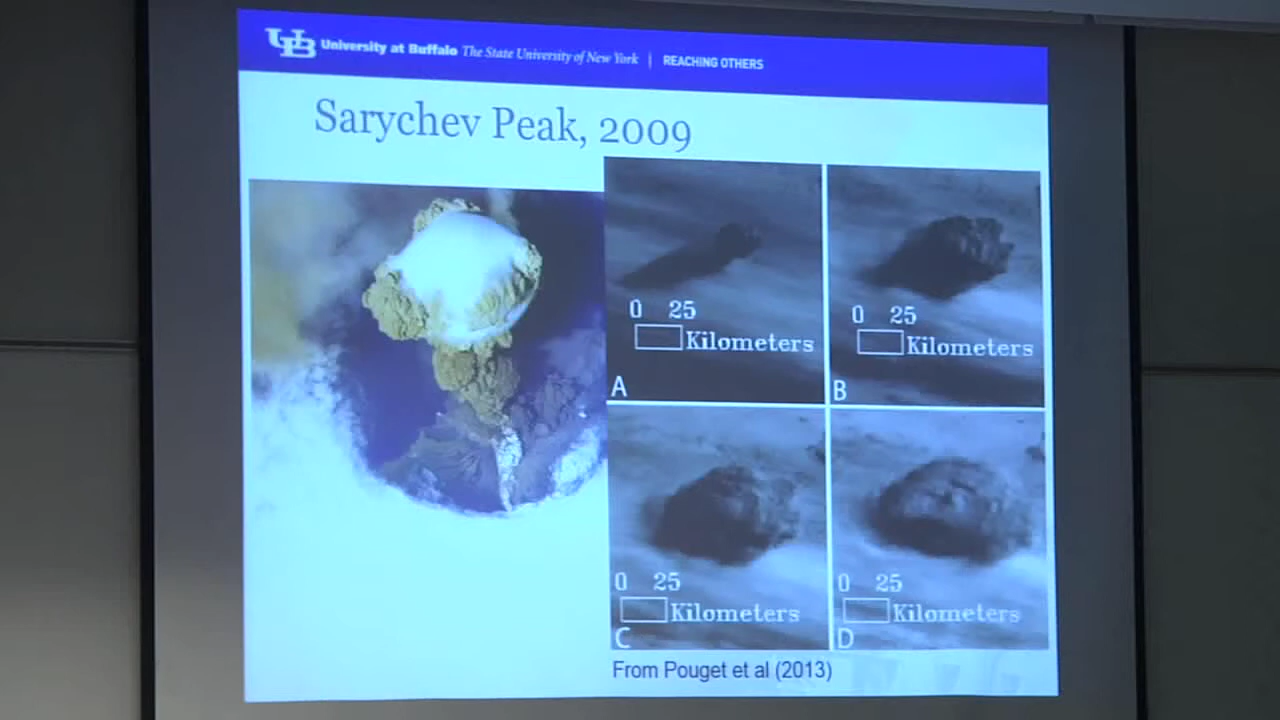 UB University at Buffalo The State University of New York | REACHING OTHERS
Sarychev Peak, 2009
0 25
Kilometers
A
0 25
Kilometers
B
0 25
Kilometers
C
0 25
Kilometers
D
From Pouget et al (2013)